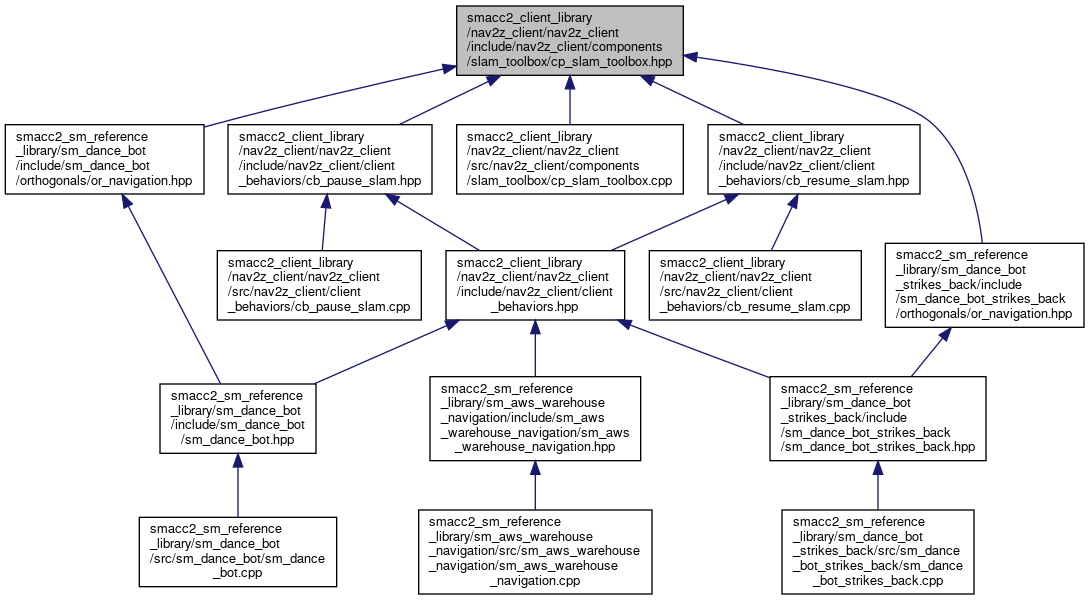 smacc2_client_library
/nav2z_client/nav2z_client
/include/nav2z_client/components
/slam_toolbox/cp_slam_toolbox.hpp
smacc2_sm_reference
_library/sm_dance_bot
/include/sm_dance_bot
/orthogonals/or_navigation.hpp
smacc2_client_library
/nav2z_client/nav2z_client
/include/nav2z_client/client
_behaviors/cb_pause_slam.hpp
smacc2_client_library
/nav2z_client/nav2z_client
/src/nav2z_client/components
/slam_toolbox/cp_slam_toolbox.cpp
smacc2_client_library
/nav2z_client/nav2z_client
/include/nav2z_client/client
_behaviors/cb_resume_slam.hpp
smacc2_client_library
/nav2z_client/nav2z_client
/src/nav2z_client/client
_behaviors/cb_pause_slam.cpp
smacc2_client_library
/nav2z_client/nav2z_client
/include/nav2z_client/client
_behaviors.hpp
smacc2_client_library
/nav2z_client/nav2z_client
/src/nav2z_client/client
_behaviors/cb_resume_slam.cpp
smacc2_sm_reference
_library/sm_dance_bot
_strikes_back/include
/sm_dance_bot_strikes_back
/orthogonals/or_navigation.hpp
smacc2_sm_reference
_library/sm_dance_bot
/include/sm_dance_bot
/sm_dance_bot.hpp
smacc2_sm_reference
_library/sm_aws_warehouse
_navigation/include/sm_aws
_warehouse_navigation/sm_aws
_warehouse_navigation.hpp
smacc2_sm_reference
_library/sm_dance_bot
_strikes_back/include
/sm_dance_bot_strikes_back
/sm_dance_bot_strikes_back.hpp
smacc2_sm_reference
_library/sm_dance_bot
/src/sm_dance_bot/sm_dance
_bot.cpp
smacc2_sm_reference
_library/sm_aws_warehouse
_navigation/src/sm_aws_warehouse
_navigation/sm_aws_warehouse
_navigation.cpp
smacc2_sm_reference
_library/sm_dance_bot
_strikes_back/src/sm_dance
_bot_strikes_back/sm_dance
_bot_strikes_back.cpp